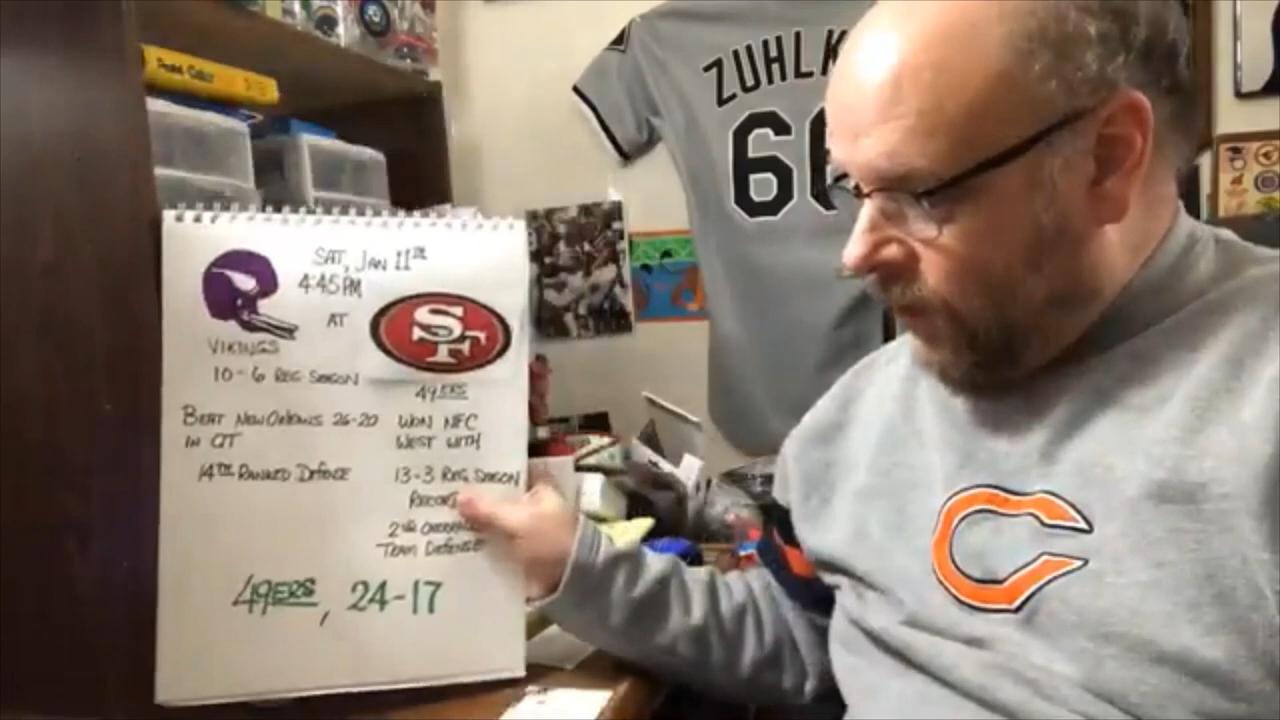 ZUHLK
66
SAT, JAN 11TH
4:45 PM
AT
SF
VIKINGS
49ERS
10-6 REG SEASON
BEAT NEW ORLEANS 26-20
IN OT
14TH RANKED DEFENSE
WON NFC
WEST WITH
13-3 REG SEASON
RECORD
2ND OVERALL
TEAM DEFENSE
49ERS, 24-17